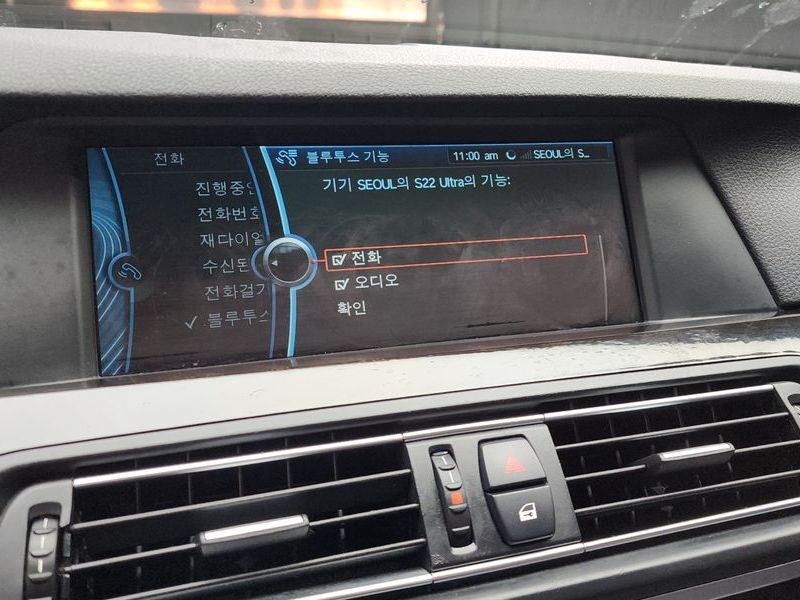 전화
진행중인
전화번호
재다이얼
수신된
전화걸기
블루투스
블루투스 기능
11:00 am
SEOUL의 S...
기기 SEOUL의 S22 Ultra의 기능:
전화
오디오
확인